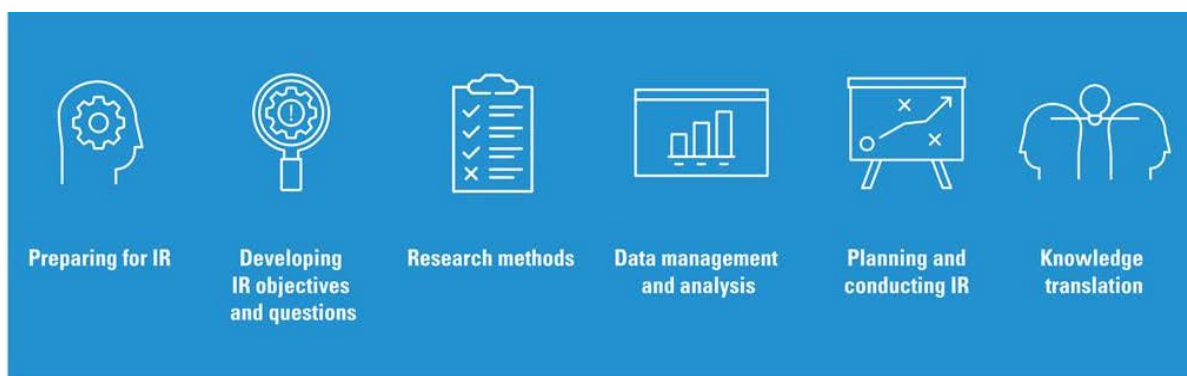 Preparing for IR
Developing
IR objectives
and questions
Research methods
Data management
and analysis
Planning and
conducting IR
Knowledge
translation